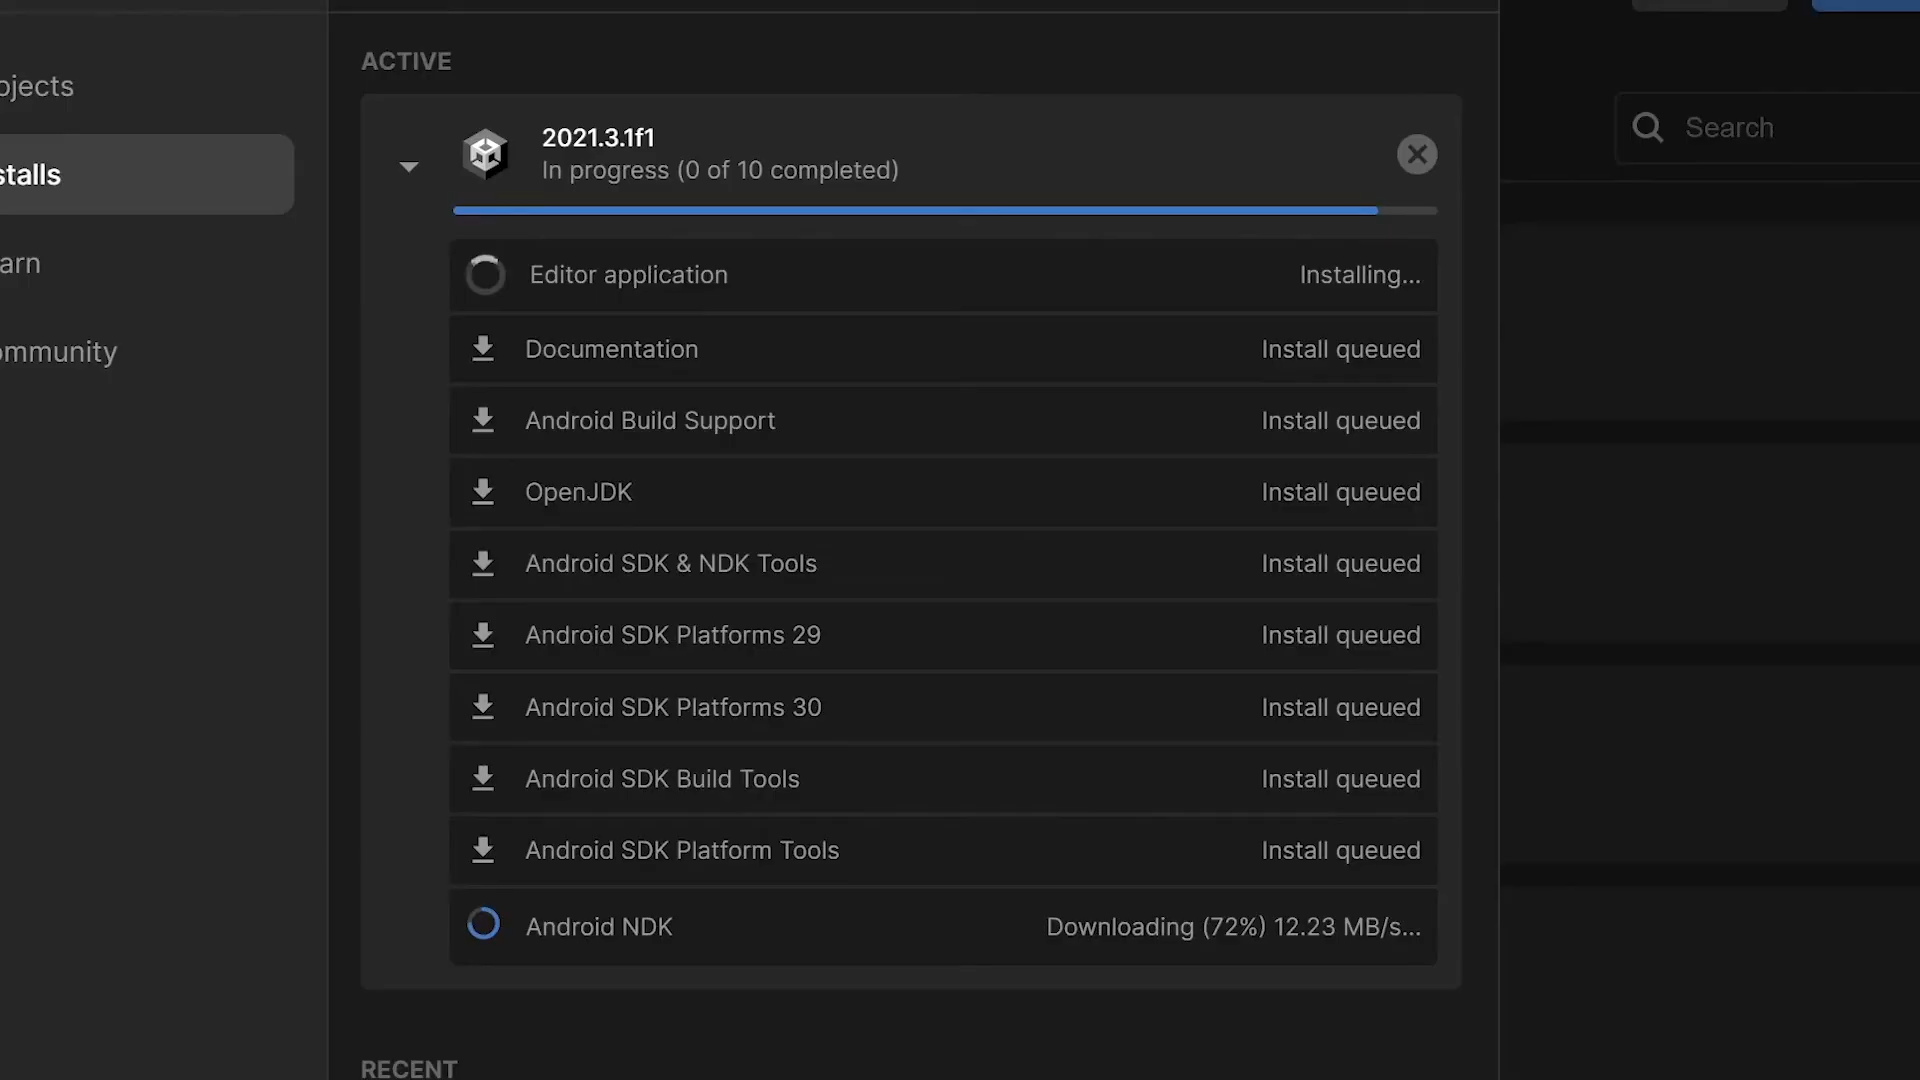 ACTIVE
ojects
stalls
arn
ommunity
2021.3.1f1
In progress (0 of 10 completed)
Editor application Installing...
Documentation Install queued
Android Build Support Install queued
OpenJDK Install queued
Android SDK & NDK Tools Install queued
Android SDK Platforms 29 Install queued
Android SDK Platforms 30 Install queued
Android SDK Build Tools Install queued
Android SDK Platform Tools Install queued
Android NDK Downloading (72%) 12.23 MB/s...
RECENT
Search